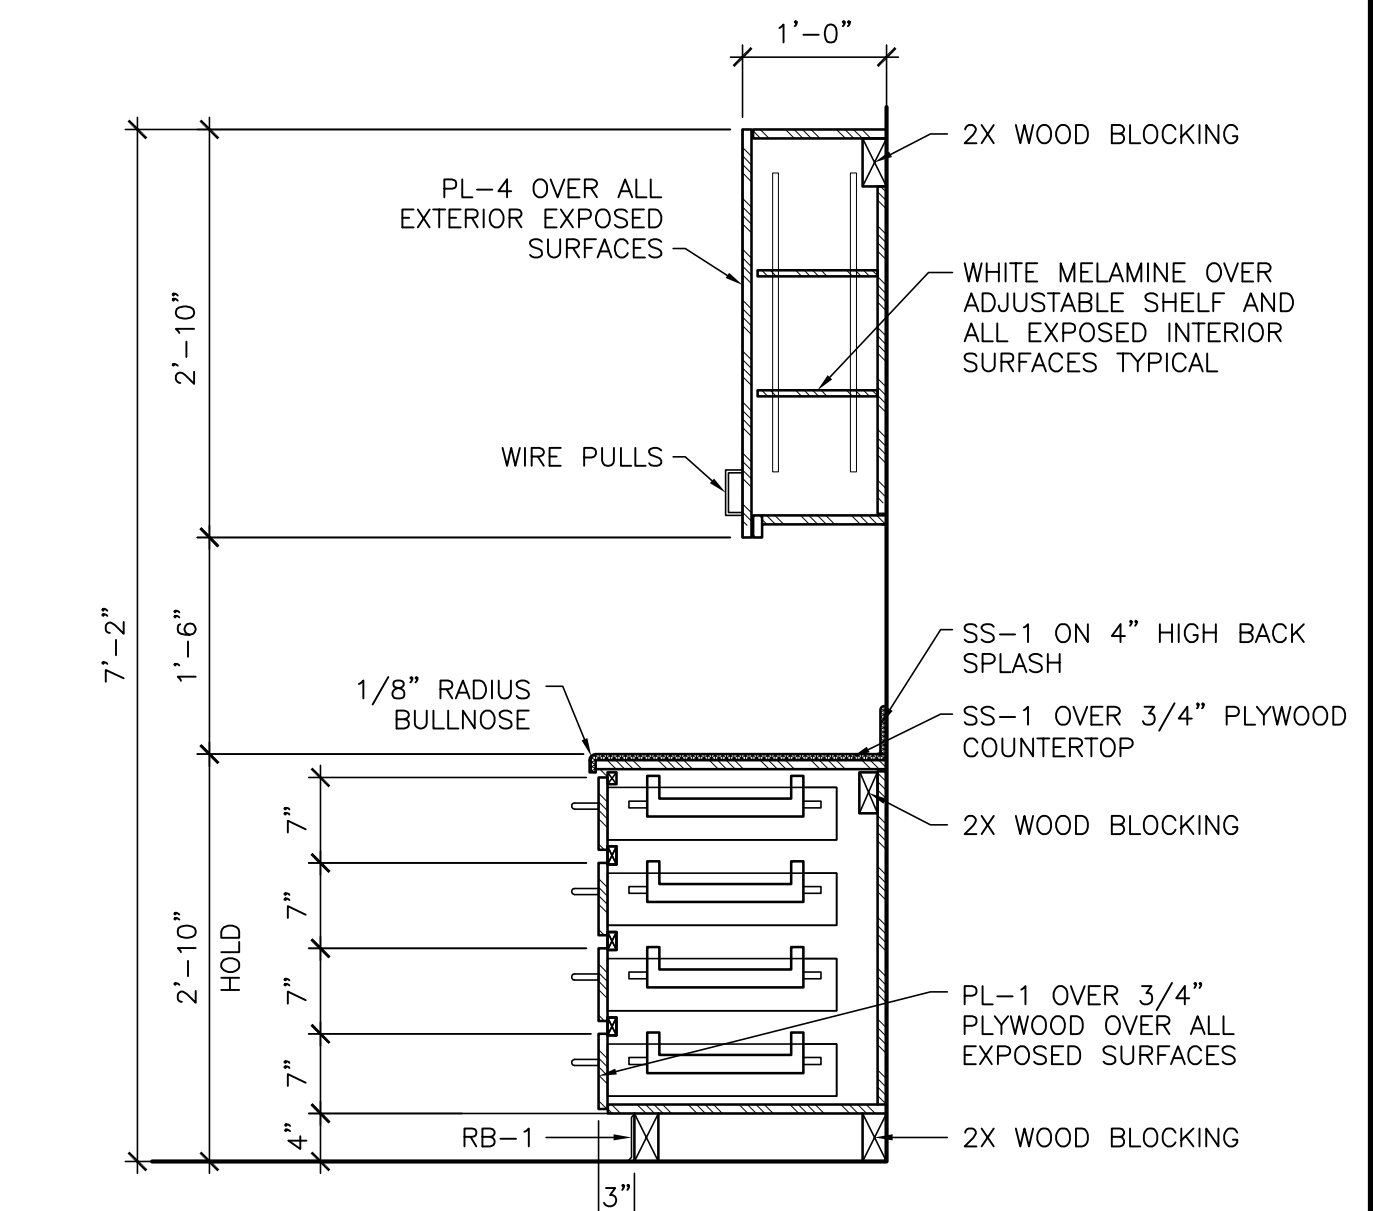 1'-0"
2X WOOD BLOCKING
PL-4 OVER ALL
EXTERIOR EXPOSED
SURFACES
WHITE MELAMINE OVER
ADJUSTABLE SHELF AND
ALL EXPOSED INTERIOR
SURFACES TYPICAL
2'-10"
WIRE PULLS
7'-2"
1'-6"
SS-1 ON 4" HIGH BACK
SPLASH
1/8" RADIUS
BULLNOSE
SS-1 OVER 3/4" PLYWOOD
COUNTERTOP
2X WOOD BLOCKING
7"
7"
2'-10"
HOLD
7"
PL-1 OVER 3/4"
PLYWOOD OVER ALL
EXPOSED SURFACES
7"
4"
RB-1
2X WOOD BLOCKING
3"